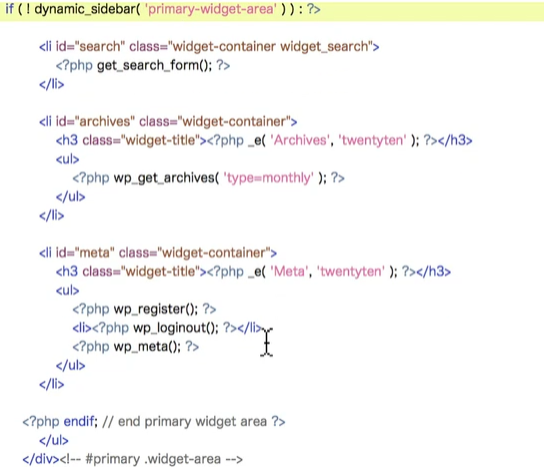 if ( ! dynamic_sidebar( 'primary-widget-area' ) ) : ?>
<li id="search" class="widget-container widget_search">
<?php get_search_form(); ?>
</li>
<li id="archives" class="widget-container">
<h3 class="widget-title"><?php _e( 'Archives', 'twentyten' ); ?></h3>
<ul>
<?php wp_get_archives( 'type=monthly' ); ?>
</ul>
</li>
<li id="meta" class="widget-container">
<h3 class="widget-title"><?php _e( 'Meta', 'twentyten' ); ?></h3>
<ul>
<?php wp_register(); ?>
<li><?php wp_loginout(); ?></li>
<?php wp_meta(); ?>
</ul>
</li>
<?php endif; // end primary widget area ?>
</ul>
</div><!-- #primary .widget-area -->